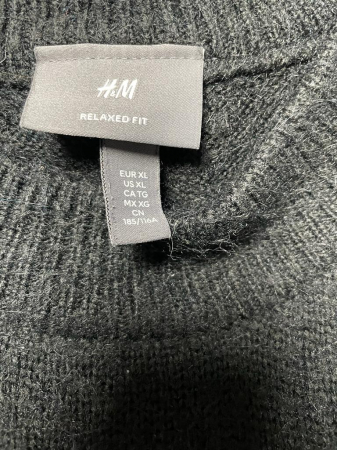 H&M
RELAXED FIT
EUR XL
US XL
CA TG
MX XG
CN
185/116A